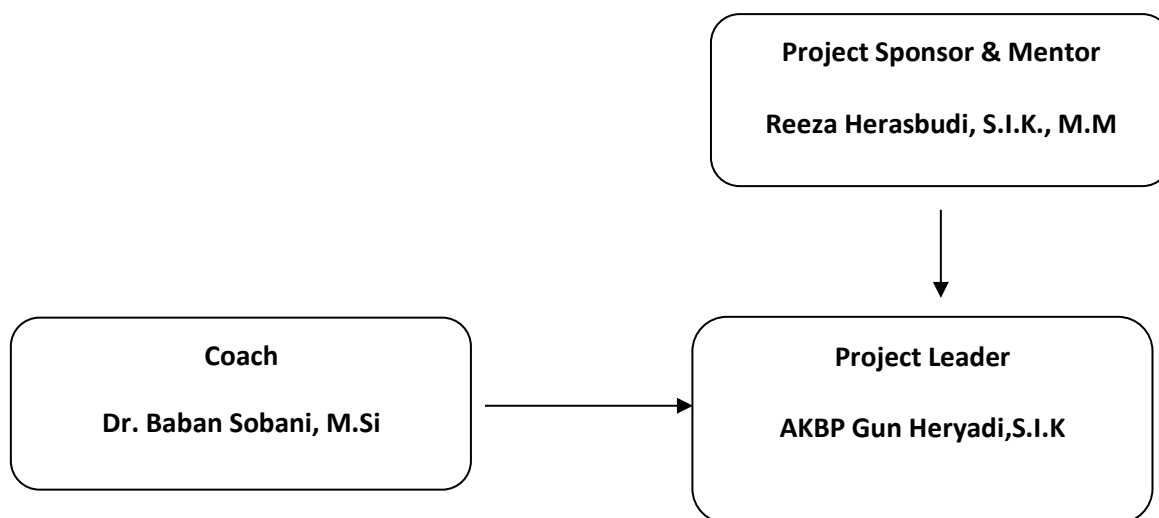 Project Sponsor & Mentor
Reeza Herasbudi, S.I.K., M.M
Coach
Dr. Baban Sobani, M.Si
Project Leader
AKBP Gun Heryadi,S.I.K